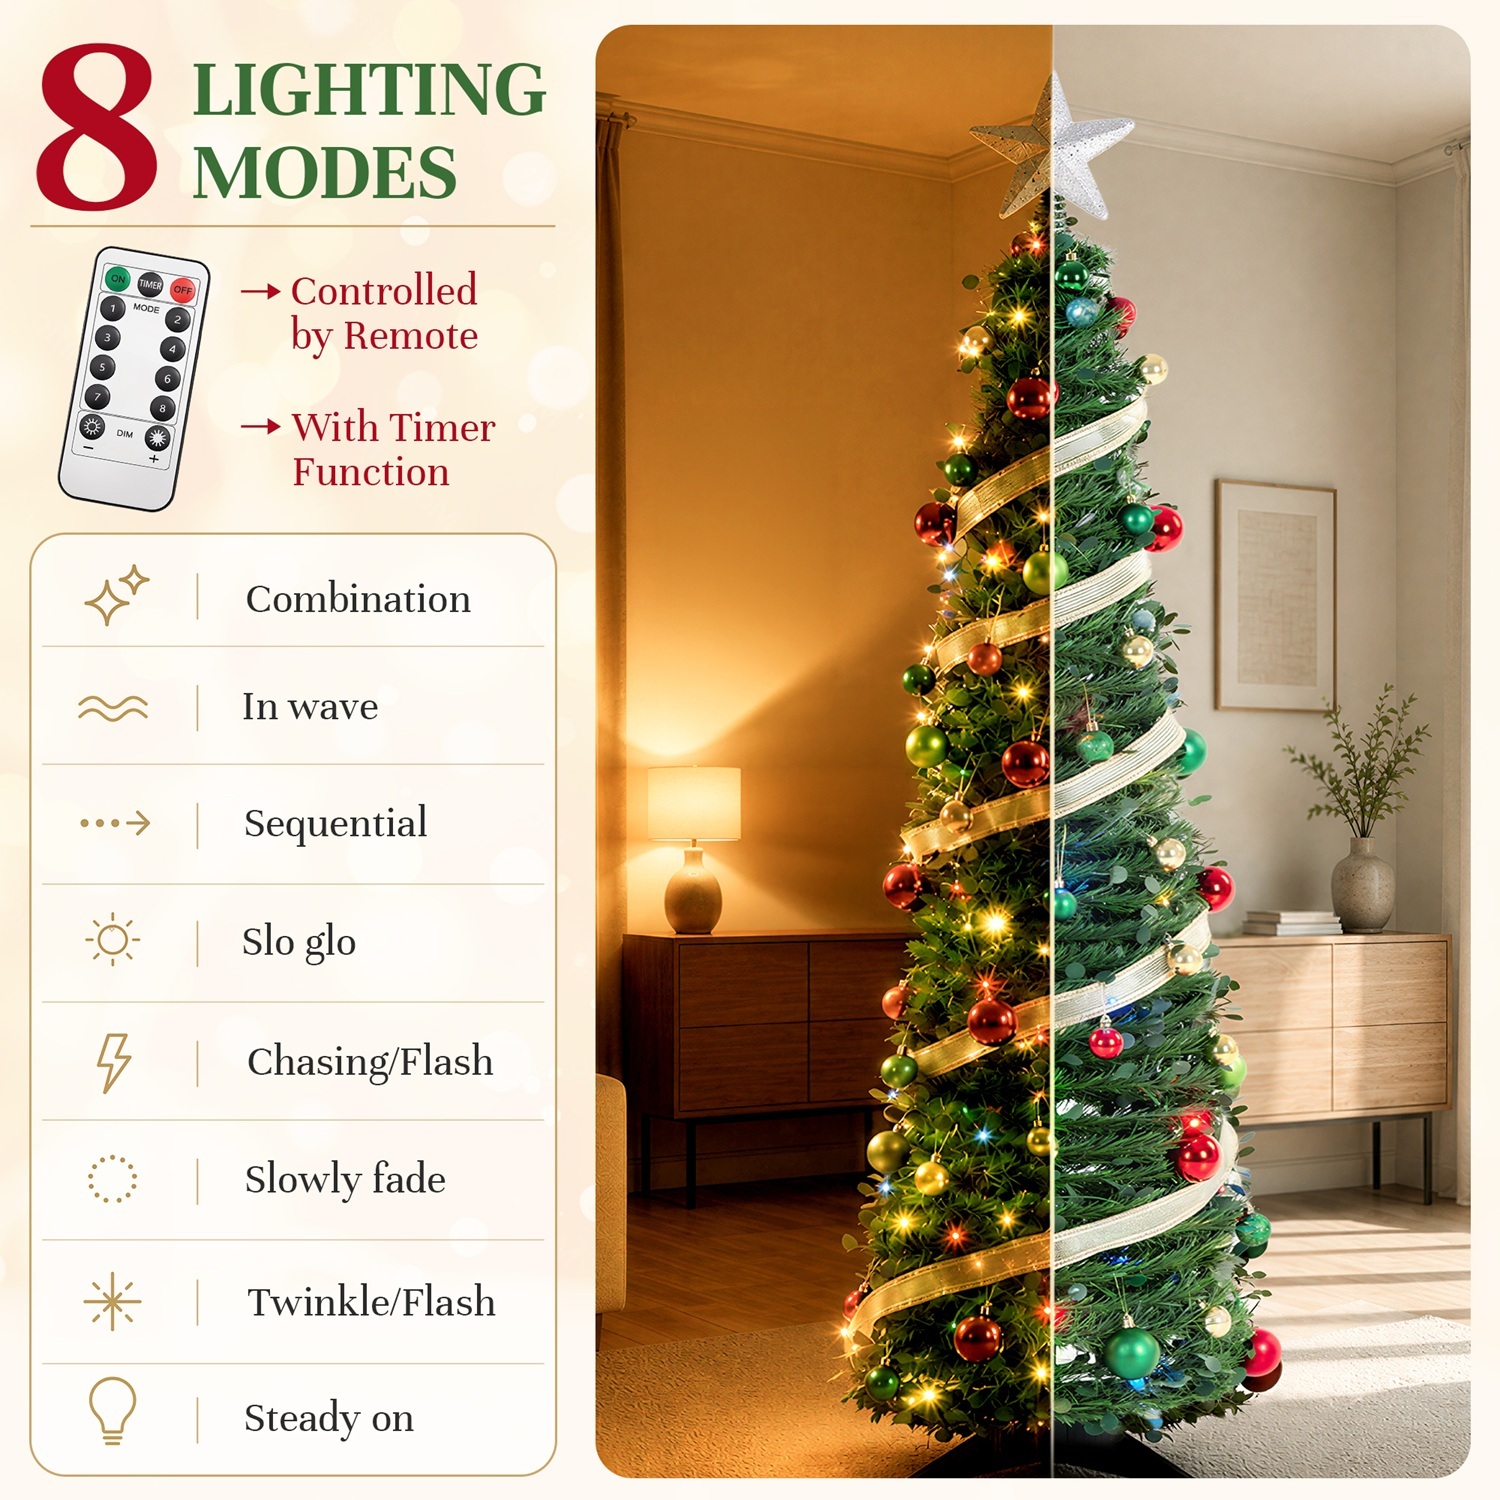 8 LIGHTING
MODES
ON TIMER OFF
MODE
1 2
3 4
5 6
7 8
DIM
− +
Controlled
by Remote
With Timer
Function
Combination
In wave
Sequential
Slo glo
Chasing/Flash
Slowly fade
Twinkle/Flash
Steady on